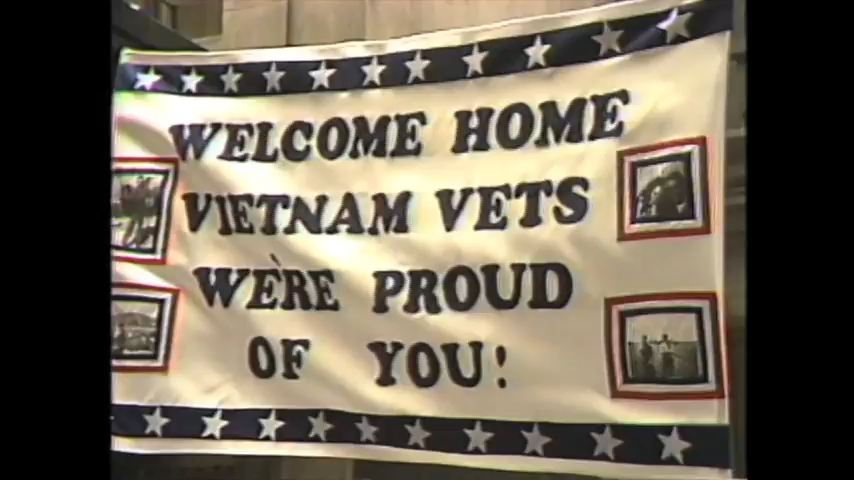 WELCOME HOME
VIETNAM VETS
WE'RE PROUD
OF YOU!